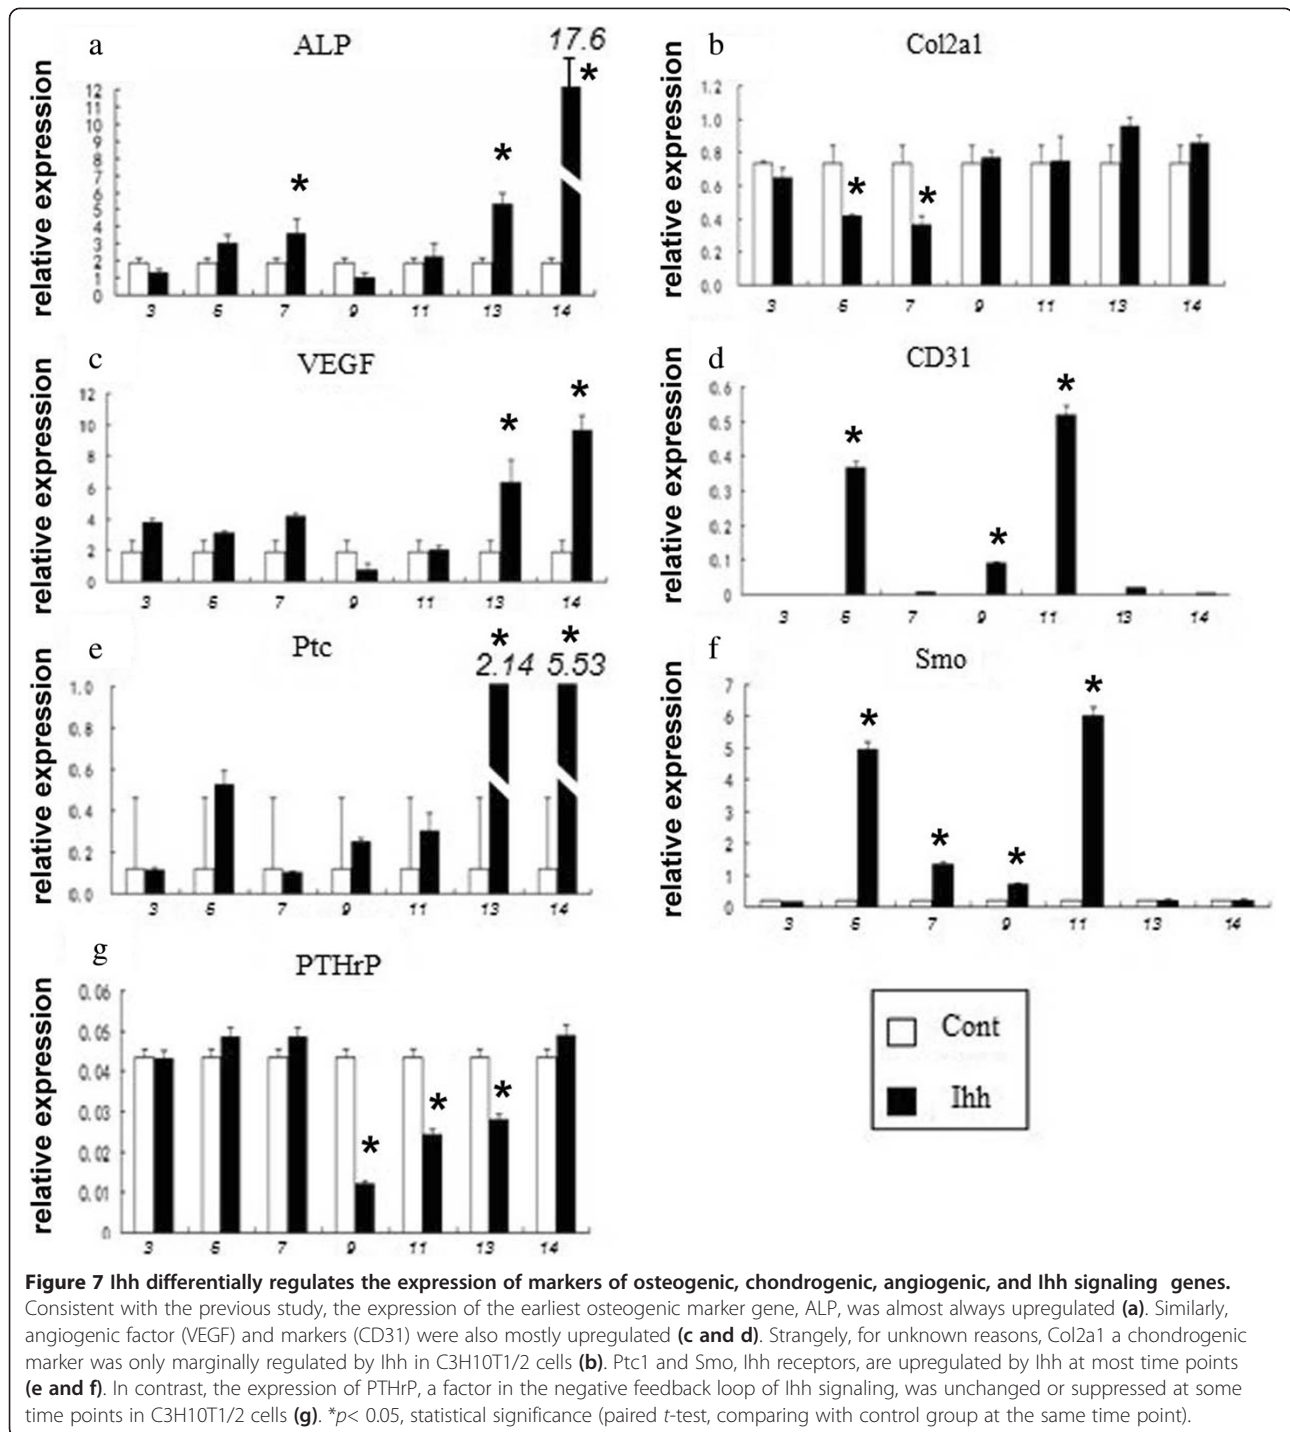 a
ALP
17.6
*
relative expression
12
11
10
9
8
7
6
5
4
3
2
1
0
* * 
3 6 7 9 11 13 14
b
Col2a1
relative expression
1.2
1.0
0.8
0.6
0.4
0.2
0.0
* *
3 6 7 9 11 13 14
c
VEGF
relative expression
12
10
8
6
4
2
0
* *
3 6 7 9 11 13 14
d
CD31
relative expression
0.6
0.5
0.4
0.3
0.2
0.1
0
* * *
3 6 7 9 11 13 14
e
Ptc
* *
2.14 5.53
relative expression
1.0
0.8
0.6
0.4
0.2
0.0
3 6 7 9 11 13 14
f
Smo
relative expression
7
6
5
4
3
2
1
0
* * * *
3 6 7 9 11 13 14
g
PTHrP
relative expression
0.06
0.05
0.04
0.03
0.02
0.01
0
* * *
3 6 7 9 11 13 14
Cont
Ihh
Figure 7 Ihh differentially regulates the expression of markers of osteogenic, chondrogenic, angiogenic, and Ihh signaling genes.
Consistent with the previous study, the expression of the earliest osteogenic marker gene, ALP, was almost always upregulated (a). Similarly,
angiogenic factor (VEGF) and markers (CD31) were also mostly upregulated (c and d). Strangely, for unknown reasons, Col2a1 a chondrogenic
marker was only marginally regulated by Ihh in C3H10T1/2 cells (b). Ptc1 and Smo, Ihh receptors, are upregulated by Ihh at most time points
(e and f). In contrast, the expression of PTHrP, a factor in the negative feedback loop of Ihh signaling, was unchanged or suppressed at some
time points in C3H10T1/2 cells (g). *p< 0.05, statistical significance (paired t-test, comparing with control group at the same time point).